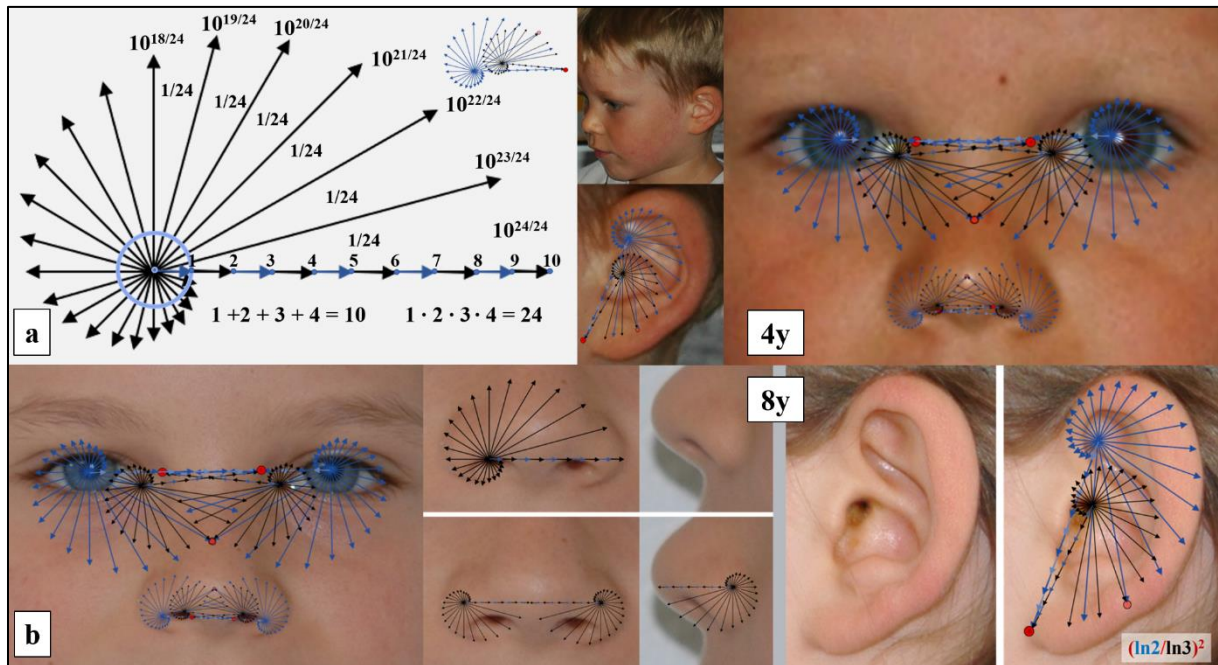 10^18/24
10^19/24
10^20/24
10^21/24
10^22/24
10^23/24
10^24/24
1/24
1/24
1/24
1/24
1/24
1/24
2 3 4 5 6 7 8 9 10
1 +2 + 3 + 4 = 10 1 · 2 · 3 · 4 = 24
a
4y
b
8y
(ln2/ln3)²